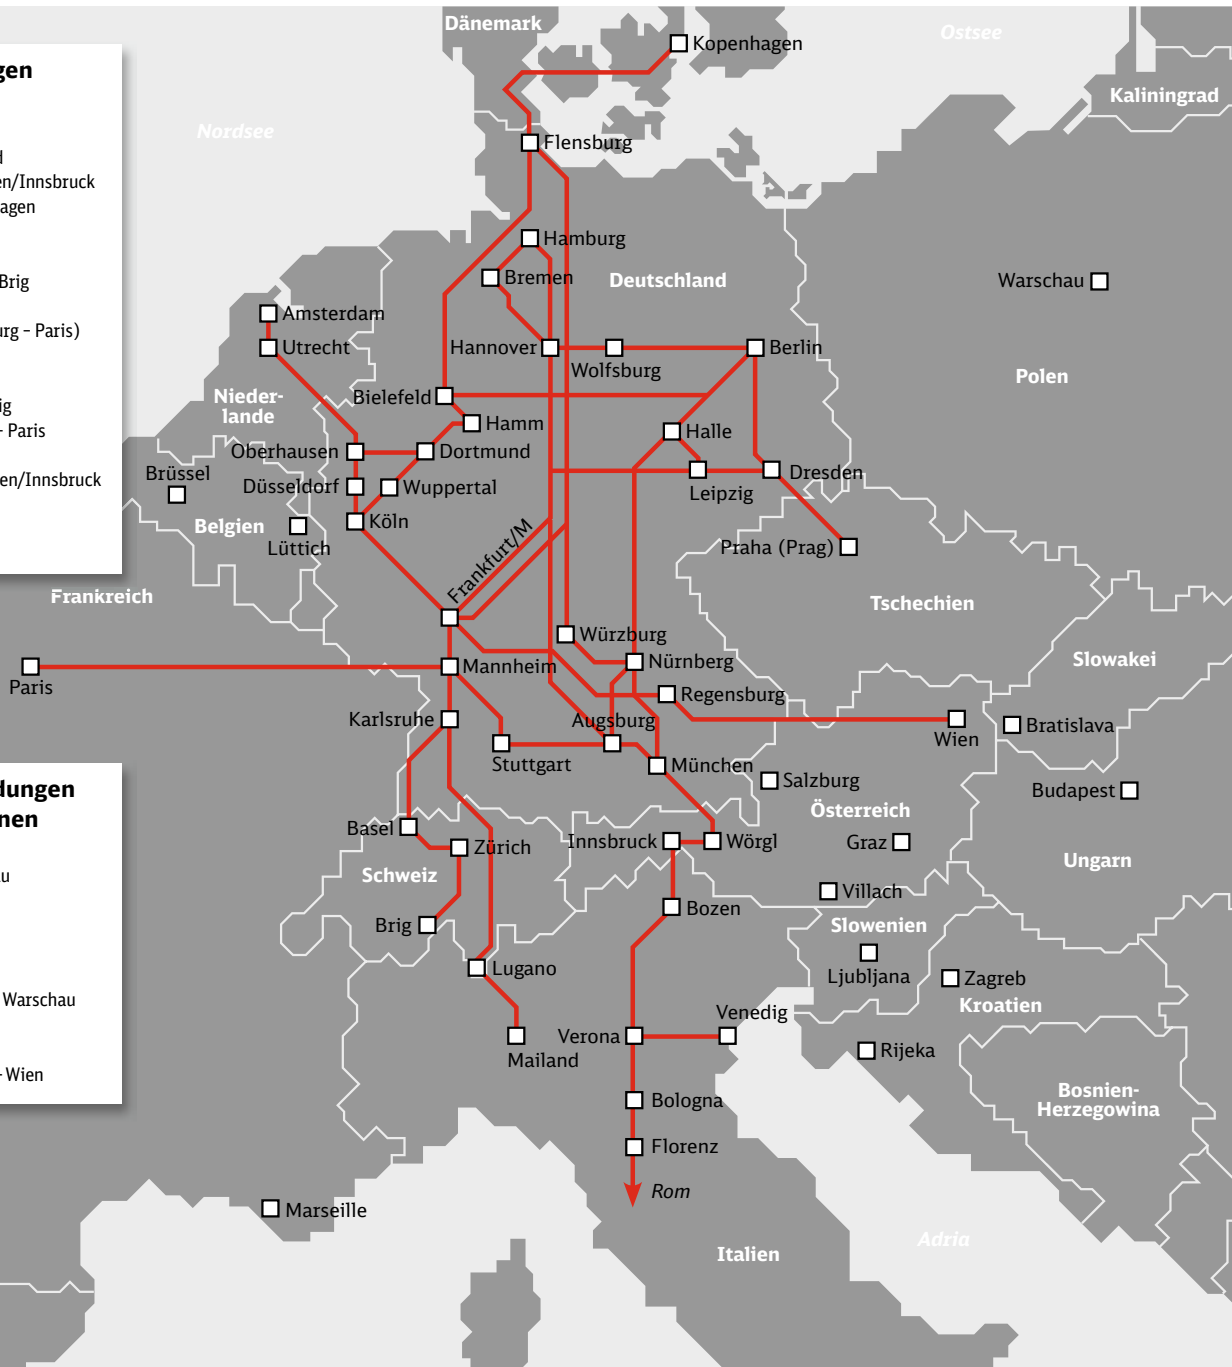 Dänemark
Kopenhagen
Ostsee
Kaliningrad
Nordsee
Flensburg
Hamburg
Bremen
Deutschland
Warschau
Amsterdam
Utrecht
Hannover
Wolfsburg
Berlin
Polen
Nieder-
lande
Bielefeld
Hamm
Halle
Oberhausen
Dortmund
Brüssel
Düsseldorf
Wuppertal
Leipzig
Dresden
Belgien
Köln
Lüttich
Frankfurt/M
Praha (Prag)
Frankreich
Tschechien
Würzburg
Nürnberg
Slowakei
Paris
Mannheim
Regensburg
Karlsruhe
Augsburg
Wien
Bratislava
Stuttgart
München
Salzburg
Budapest
Österreich
Basel
Zürich
Innsbruck
Wörgl
Graz
Ungarn
Schweiz
Villach
Bozen
Brig
Slowenien
Lugano
Ljubljana
Zagreb
Kroatien
Venedig
Verona
Mailand
Rijeka
Bologna
Bosnien-
Herzegowina
Florenz
Rom
Marseille
Adria
Italien
gen
d
en/Innsbruck
agen
Brig
urg – Paris)
ig
– Paris
en/Innsbruck
dungen
nen
au
Warschau
– Wien